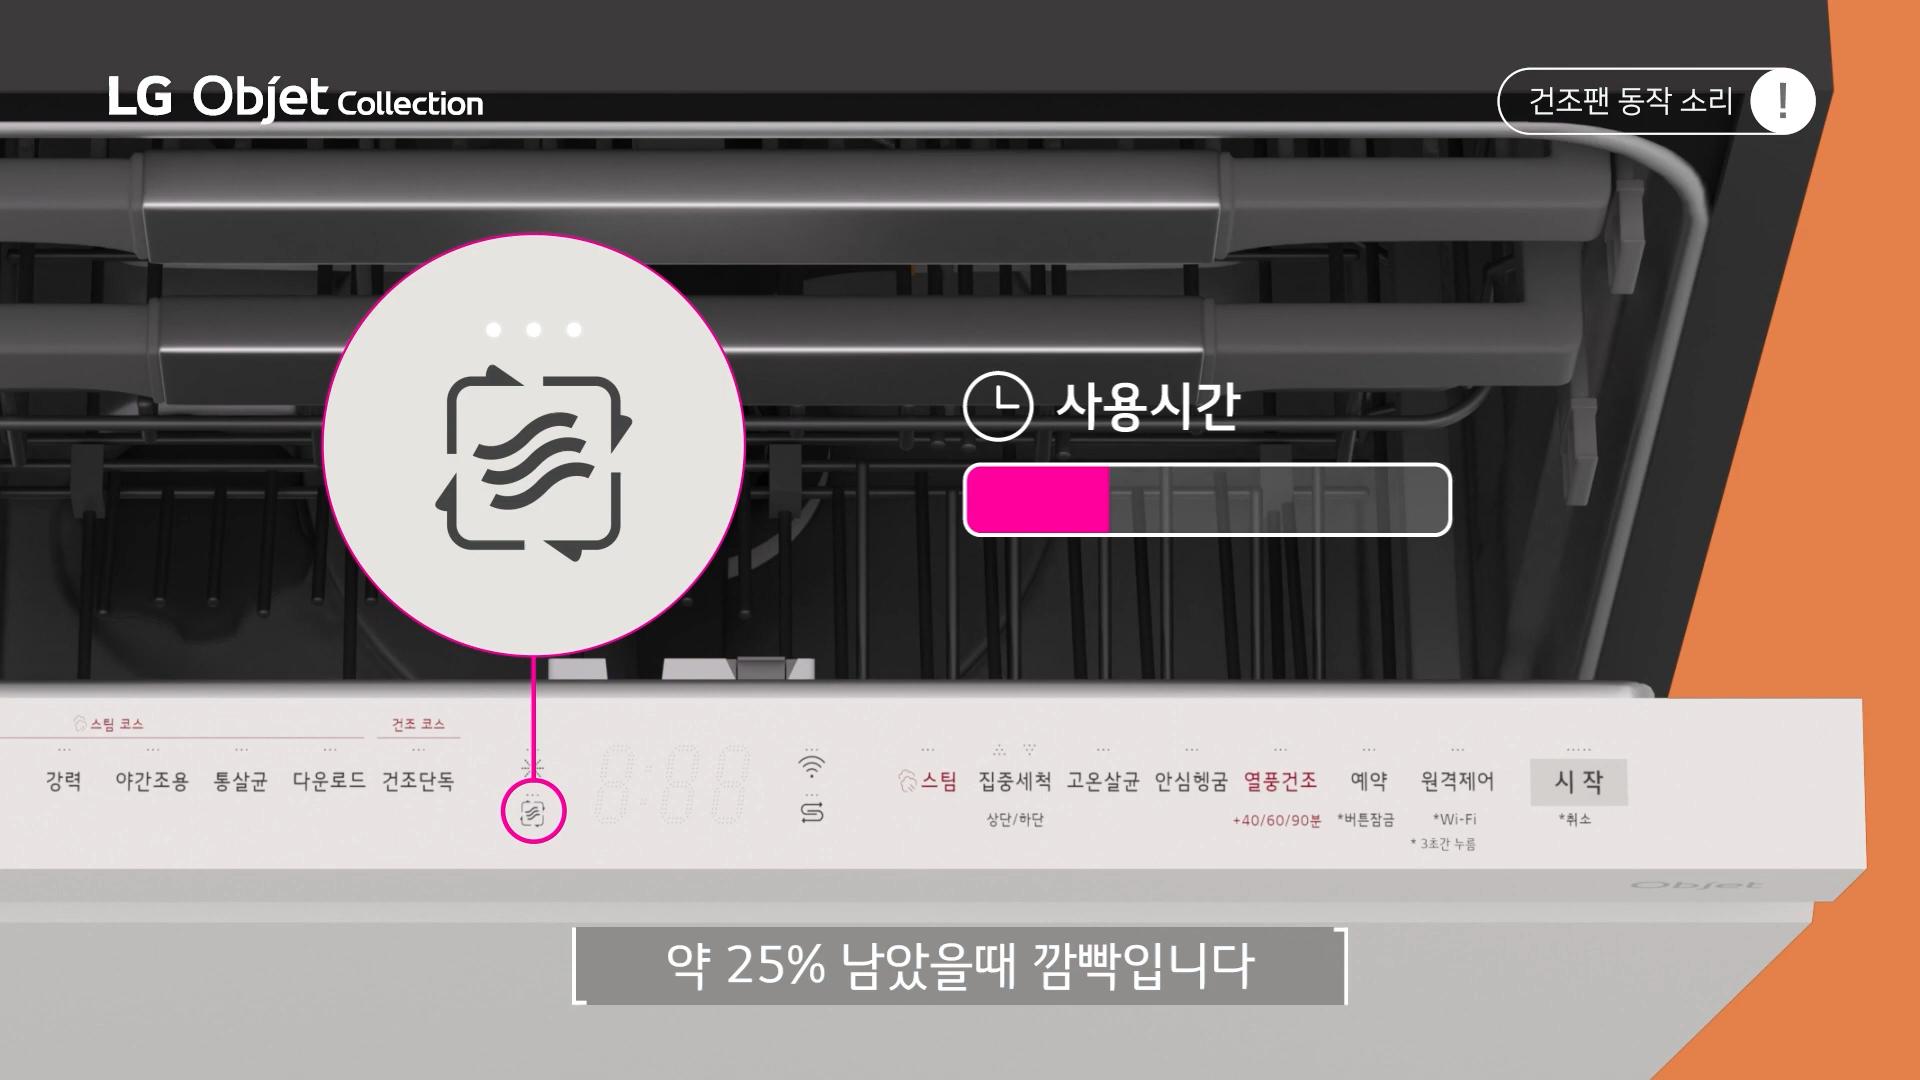 LG Objet Collection
건조팬 동작 소리 !
사용시간
스팀 코스
건조 코스
강력 야간조용 통살균 다운로드 건조단독
8:88
스팀 집중세척 고온살균 안심헹굼 열풍건조 예약 원격제어 시작
상단/하단 +40/60/90분 *버튼잠금 *Wi-Fi *취소
* 3초간 누름
Objet
약 25% 남았을때 깜빡입니다